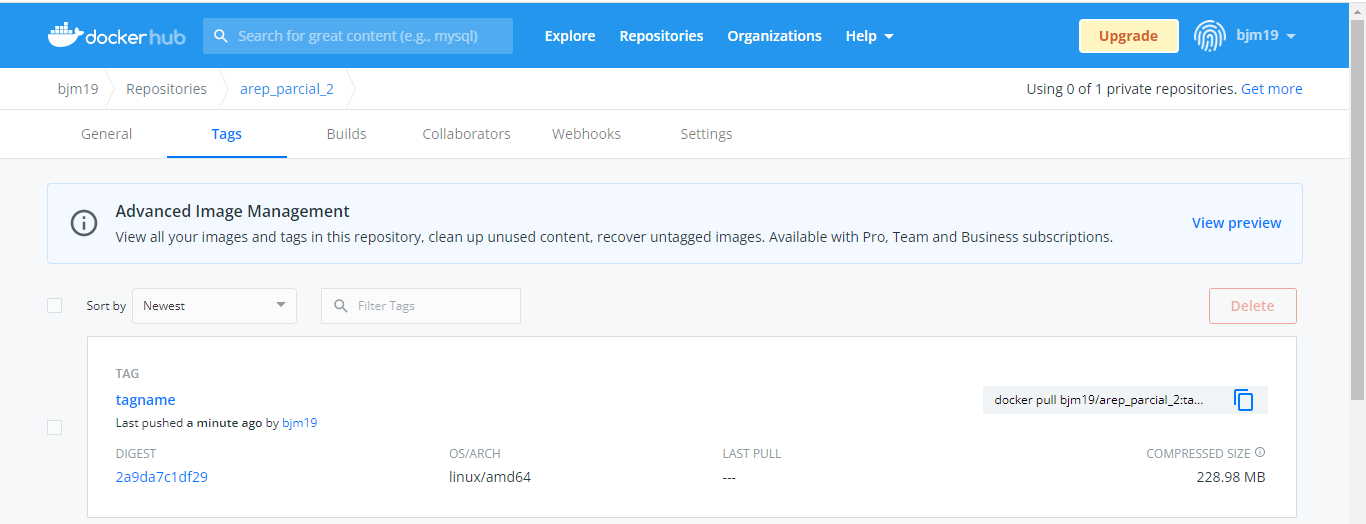 dockerhub Search for great content (e.g., mysql) Explore Repositories Organizations Help Upgrade bjm19
bjm19 Repositories arep_parcial_2 Using 0 of 1 private repositories. Get more
General Tags Builds Collaborators Webhooks Settings
Advanced Image Management
View all your images and tags in this repository, clean up unused content, recover untagged images. Available with Pro, Team and Business subscriptions.
View preview
Sort by Newest Filter Tags Delete
TAG
tagname
docker pull bjm19/arep_parcial_2:ta...
Last pushed a minute ago by bjm19
DIGEST OS/ARCH LAST PULL COMPRESSED SIZE
2a9da7c1df29 linux/amd64 --- 228.98 MB